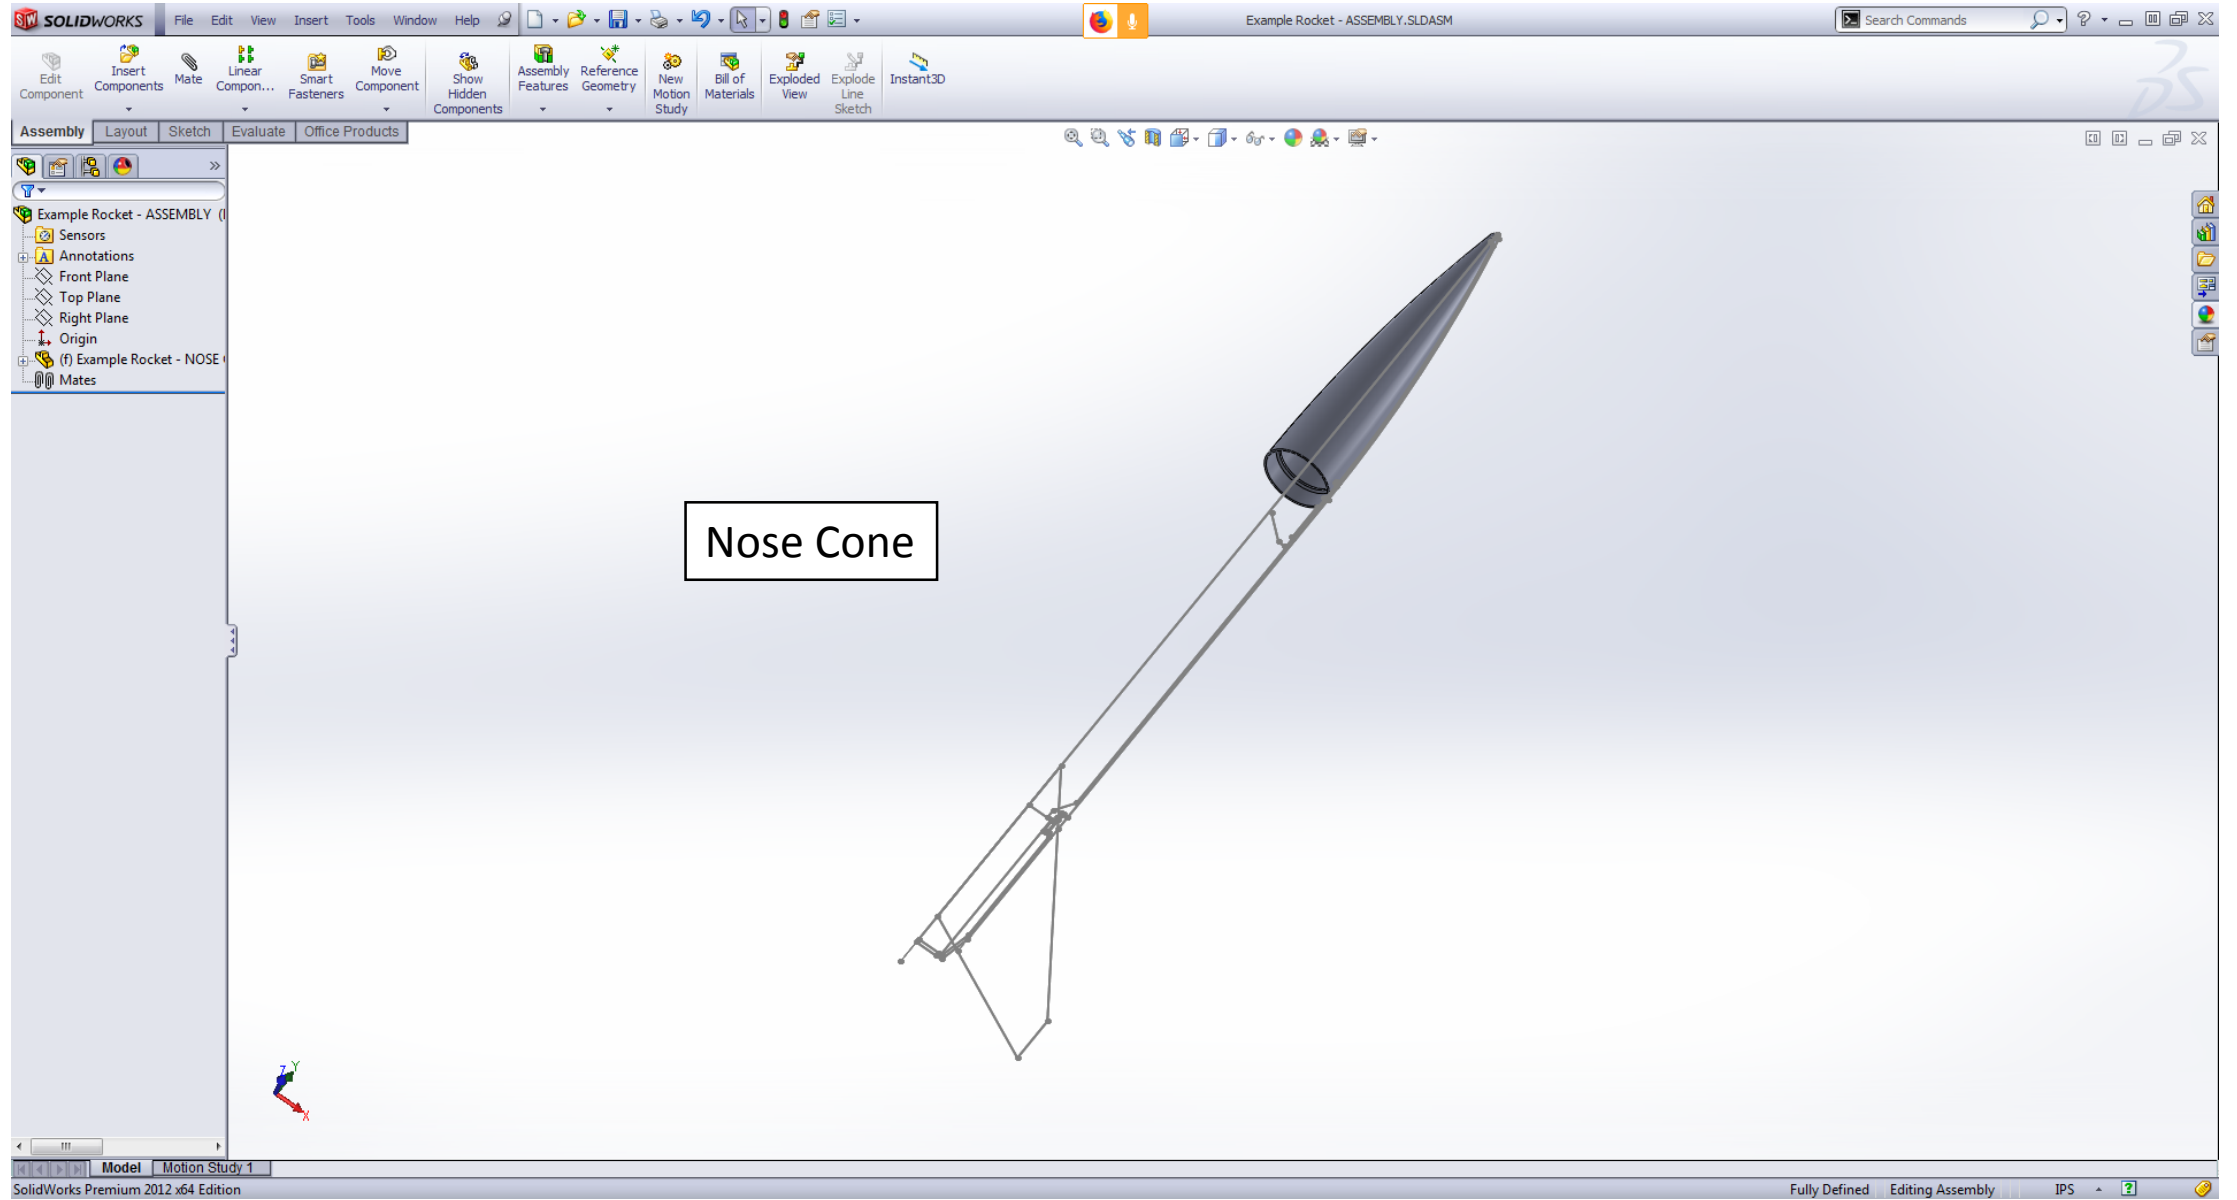 SOLIDWORKS File Edit View Insert Tools Window Help
Example Rocket - ASSEMBLY.SLDASM
Search Commands
Edit Component
Insert Components
Mate
Linear Compon...
Smart Fasteners
Move Component
Show Hidden Components
Assembly Features
Reference Geometry
New Motion Study
Bill of Materials
Exploded View
Explode Line Sketch
Instant3D
Assembly Layout Sketch Evaluate Office Products
Example Rocket - ASSEMBLY (
Sensors
A Annotations
Front Plane
Top Plane
Right Plane
Origin
(f) Example Rocket - NOSE
Mates
Nose Cone
Z Y
X
Model Motion Study 1
SolidWorks Premium 2012 x64 Edition
Fully Defined Editing Assembly IPS